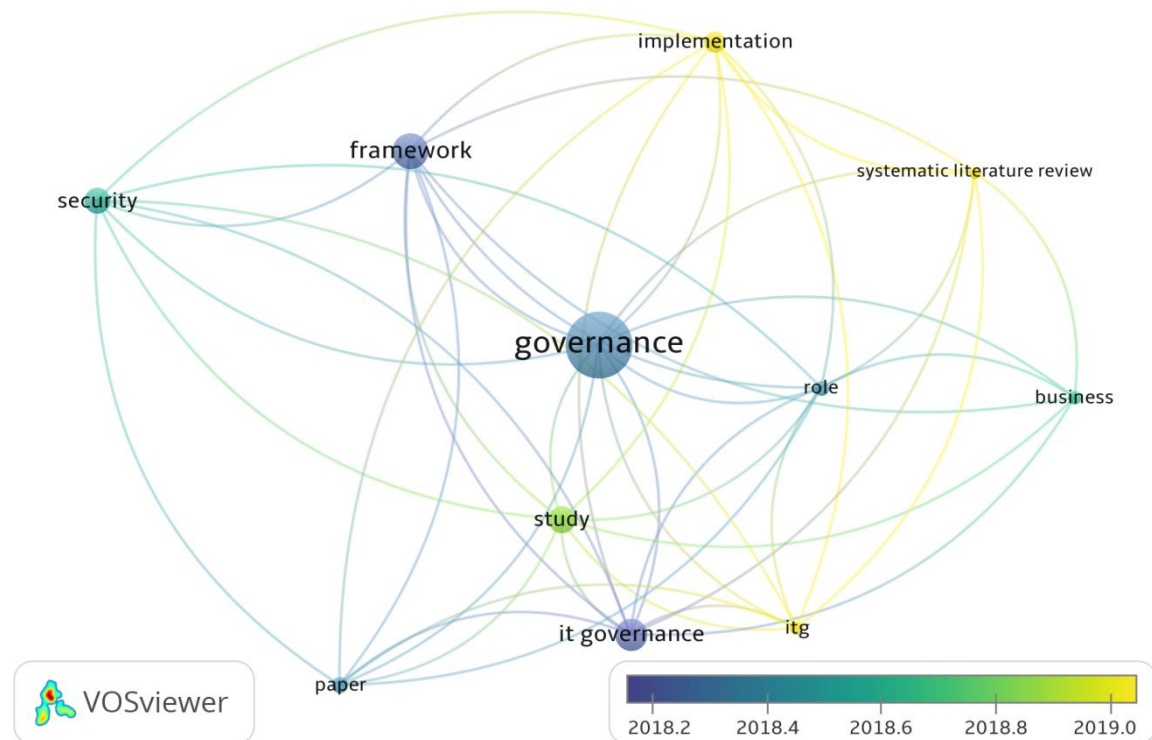 implementation
framework
systematic literature review
security
governance
role
business
study
it governance
itg
paper
VOSviewer
2018.2 2018.4 2018.6 2018.8 2019.0